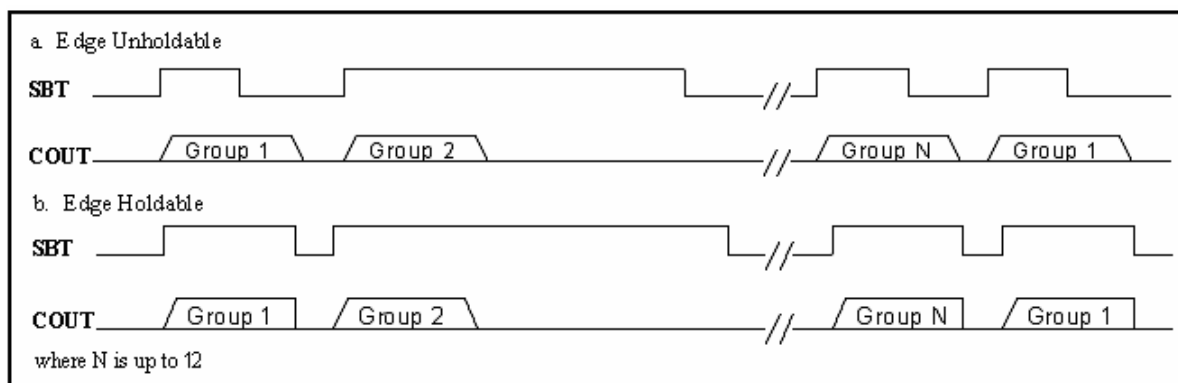 a. Edge Unholdable
SBT
COUT Group 1 Group 2 // Group N Group 1
b. Edge Holdable
SBT
COUT Group 1 Group 2 // Group N Group 1
where N is up to 12